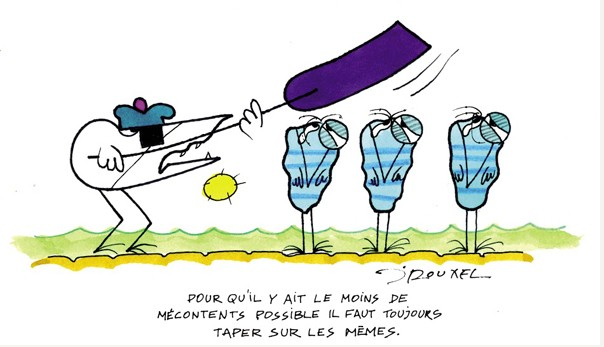 J ROUXEL
POUR QU'IL Y AIT LE MOINS DE
MÉCONTENTS POSSIBLE IL FAUT TOUJOURS
TAPER SUR LES MÊMES.